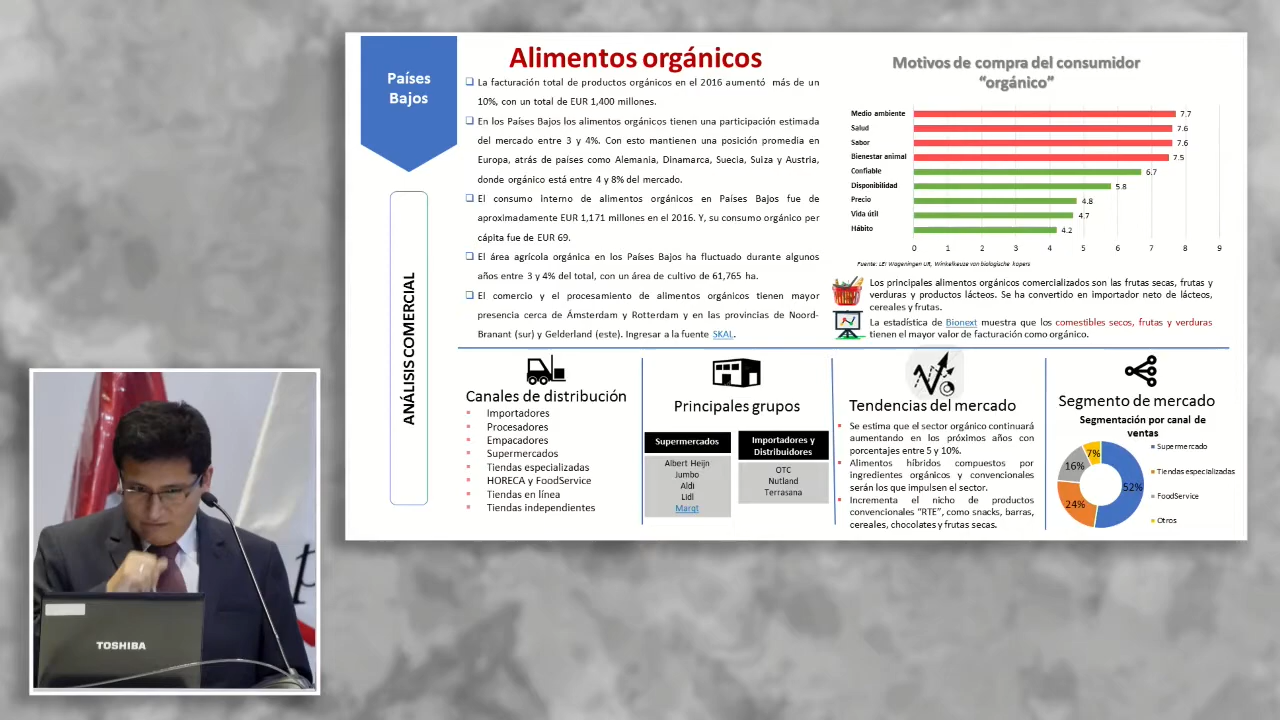 Países
Bajos
ANÁLISIS COMERCIAL
Alimentos orgánicos
La facturación total de productos orgánicos en el 2016 aumentó más de un
10%, con un total de EUR 1,400 millones.
En los Países Bajos los alimentos orgánicos tienen una participación estimada
del mercado entre 3 y 4%. Con esto mantienen una posición promedia en
Europa, atrás de países como Alemania, Dinamarca, Suecia, Suiza y Austria,
donde orgánico está entre 4 y 8% del mercado.
El consumo interno de alimentos orgánicos en Países Bajos fue de
aproximadamente EUR 1,171 millones en el 2016. Y, su consumo orgánico per
cápita fue de EUR 69.
El área agrícola orgánica en los Países Bajos ha fluctuado durante algunos
años entre 3 y 4% del total, con un área de cultivo de 61,765 ha.
El comercio y el procesamiento de alimentos orgánicos tienen mayor
presencia cerca de Ámsterdam y Rotterdam y en las provincias de Noord-
Branant (sur) y Gelderland (este). Ingresar a la fuente SKAL.
Motivos de compra del consumidor
“orgánico”
Medio ambiente 7.7
Salud 7.6
Sabor 7.6
Bienestar animal 7.5
Confiable 6.7
Disponibilidad 5.8
Precio 4.8
Vida útil 4.7
Hábito 4.2
0 1 2 3 4 5 6 7 8 9
Fuente: LEI Wageningen UR, Winkelkeuze van biologische kopers
Los principales alimentos orgánicos comercializados son las frutas secas, frutas y
verduras y productos lácteos. Se ha convertido en importador neto de lácteos,
cereales y frutas.
La estadística de Bionext muestra que los comestibles secos, frutas y verduras
tienen el mayor valor de facturación como orgánico.
Canales de distribución
Importadores
Procesadores
Empacadores
Supermercados
Tiendas especializadas
HORECA y FoodService
Tiendas en línea
Tiendas independientes
Principales grupos
Supermercados
Albert Heijn
Jumbo
Aldi
Lidl
Marqt
Importadores y
Distribuidores
OTC
Nutland
Terrasana
Tendencias del mercado
Se estima que el sector orgánico continuará
aumentando en los próximos años con
porcentajes entre 5 y 10%.
Alimentos híbridos compuestos por
ingredientes orgánicos y convencionales
serán los que impulsen el sector.
Incrementa el nicho de productos
convencionales “RTE”, como snacks, barras,
cereales, chocolates y frutas secas.
Segmento de mercado
Segmentación por canal de
ventas
7%
16%
52%
24%
Supermercado
Tiendas especializadas
FoodService
Otros
TOSHIBA